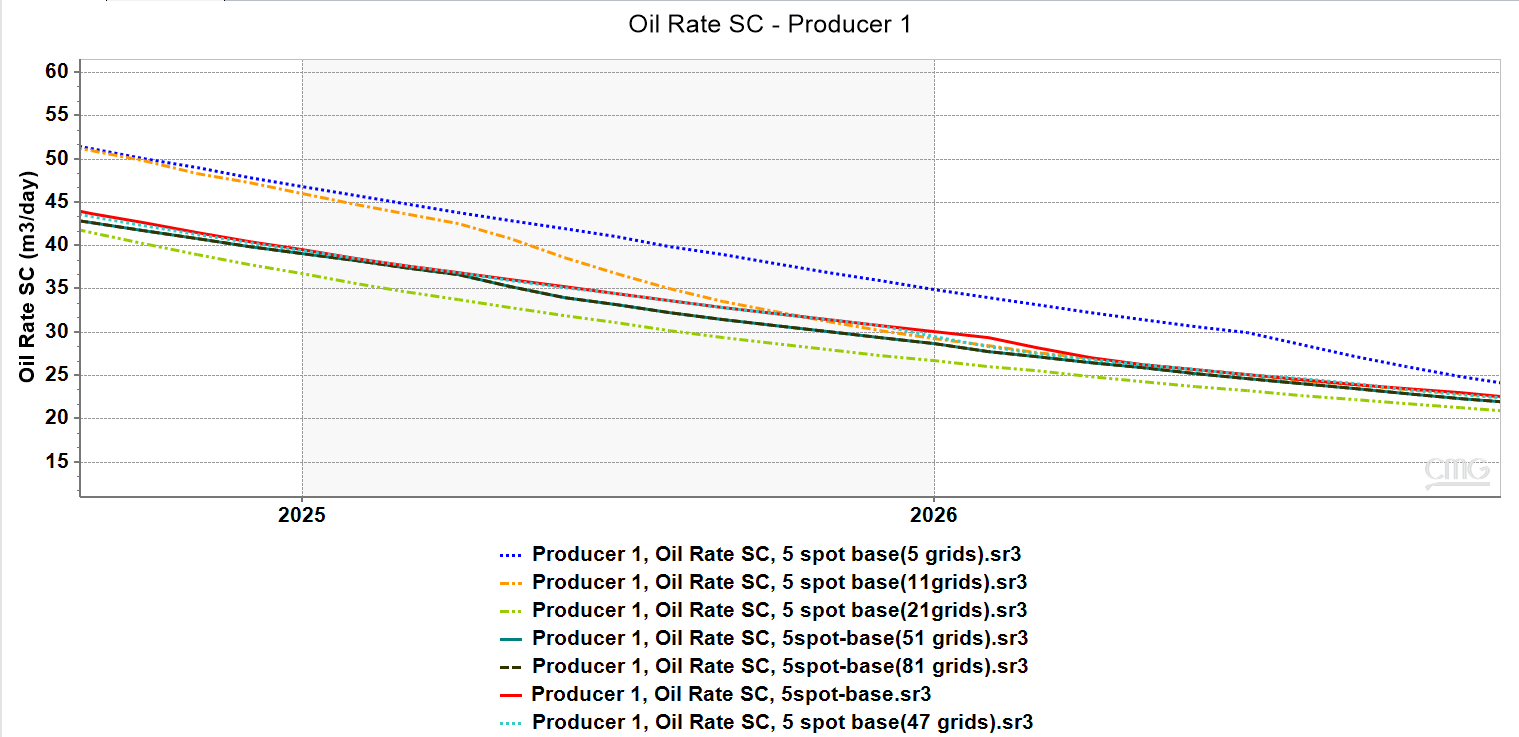 Oil Rate SC - Producer 1
Oil Rate SC (m3/day)
60
55
50
45
40
35
30
25
20
15
2025
2026
CMG
Producer 1, Oil Rate SC, 5 spot base(5 grids).sr3
Producer 1, Oil Rate SC, 5 spot base(11grids).sr3
Producer 1, Oil Rate SC, 5 spot base(21grids).sr3
Producer 1, Oil Rate SC, 5spot-base(51 grids).sr3
Producer 1, Oil Rate SC, 5spot-base(81 grids).sr3
Producer 1, Oil Rate SC, 5spot-base.sr3
Producer 1, Oil Rate SC, 5 spot base(47 grids).sr3